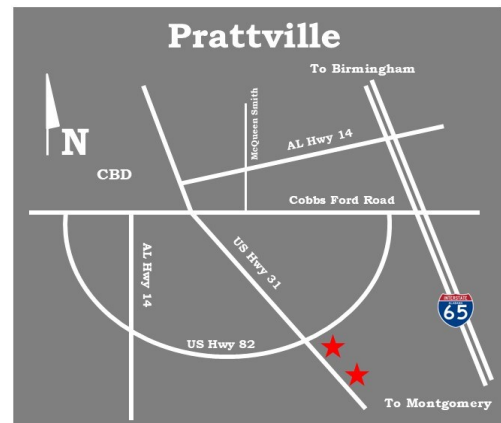 Prattville
To Birmingham
McQueen Smith
N
AL Hwy 14
CBD
Cobbs Ford Road
AL Hwy 14
US Hwy 31
INTERSTATE
65
US Hwy 82
To Montgomery